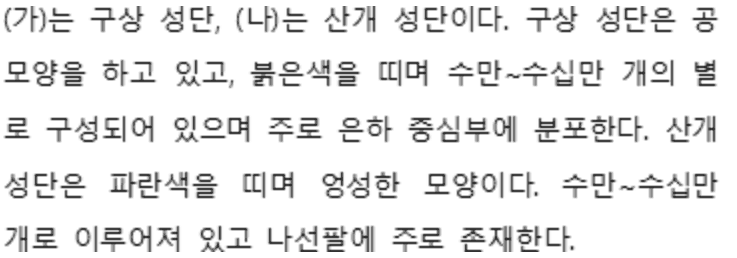 (가)는 구상 성단, (나)는 산개 성단이다. 구상 성단은 공
모양을 하고 있고, 붉은색을 띠며 수만~수십만 개의 별
로 구성되어 있으며 주로 은하 중심부에 분포한다. 산개
성단은 파란색을 띠며 엉성한 모양이다. 수만~수십만
개로 이루어져 있고 나선팔에 주로 존재한다.